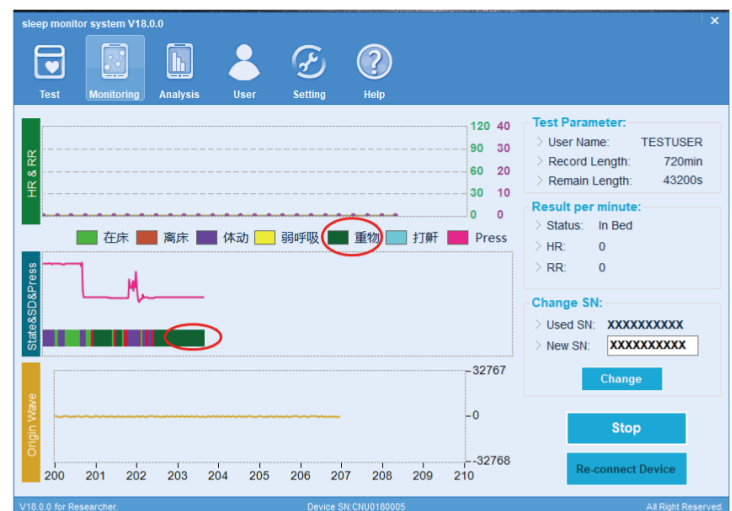 sleep monitor system V18.0.0
×
Test Monitoring Analysis User Setting Help
HR & RR
120 40
90 30
60 20
30 10
0 0
在床 离床 体动 弱呼吸 重物 打鼾 Press
State&SD&Press
Origin Wave
32767
0
-32768
200 201 202 203 204 205 206 207 208 209 210
Test Parameter:
User Name: TESTUSER
Record Length: 720min
Remain Length: 43200s
Result per minute:
Status: In Bed
HR: 0
RR: 0
Change SN:
Used SN: XXXXXXXXXX
New SN: XXXXXXXXXX
Change
Stop
Re-connect Device
V18.0.0 for Researcher. Device SN:CNU0180005 All Right Reserved